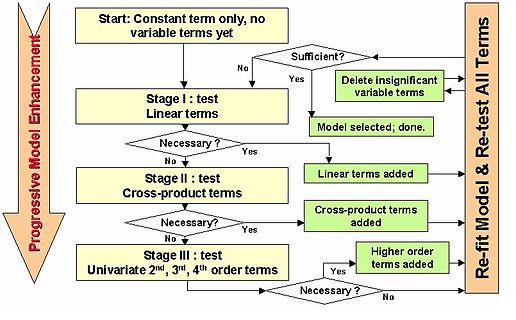 Progressive Model Enhancement
Start: Constant term only, no
variable terms yet
Sufficient?
No
Yes
Delete insignificant
variable terms
Stage I : test
Linear terms
Model selected; done.
Necessary ?
Yes
No
Linear terms added
Stage II : test
Cross-product terms
Cross-product terms
added
Necessary?
Yes
No
Stage III : test
Univariate 2nd, 3rd, 4th order terms
Higher order
terms added
Yes
Necessary ?
No
Re-fit Model & Re-test All Terms